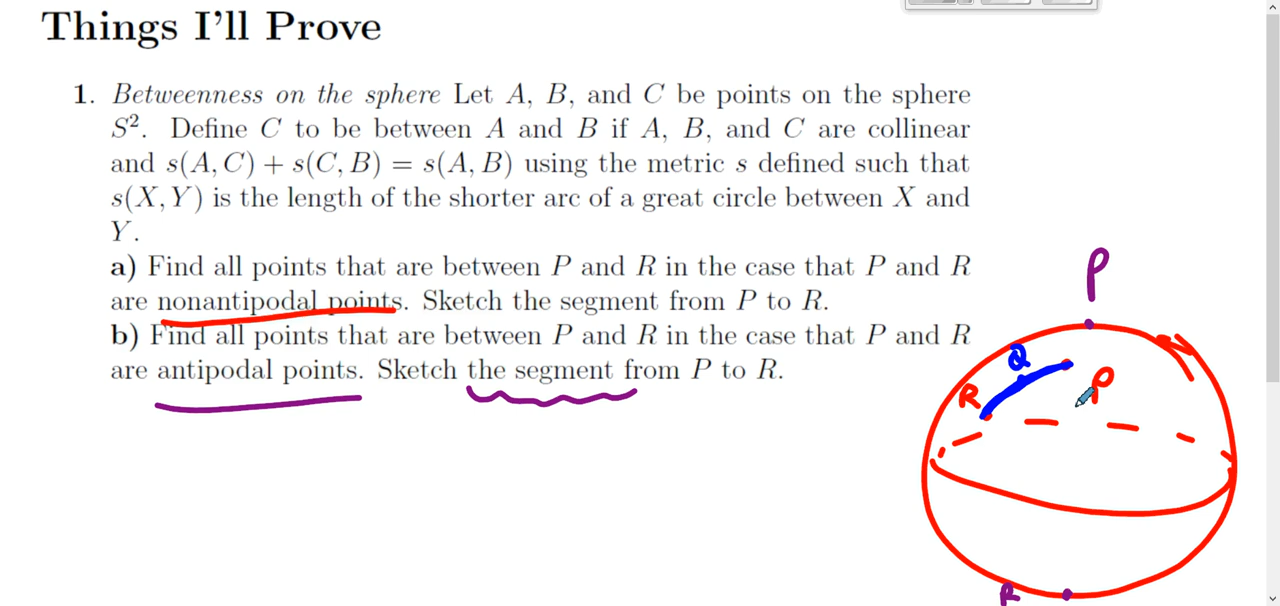 Things I'll Prove
1. Betweenness on the sphere Let A, B, and C be points on the sphere
S². Define C to be between A and B if A, B, and C are collinear
and s(A, C) + s(C, B) = s(A, B) using the metric s defined such that
s(X, Y) is the length of the shorter arc of a great circle between X and
Y.
a) Find all points that are between P and R in the case that P and R
are nonantipodal points. Sketch the segment from P to R.
b) Find all points that are between P and R in the case that P and R
are antipodal points. Sketch the segment from P to R.
P
Q
R
P
R